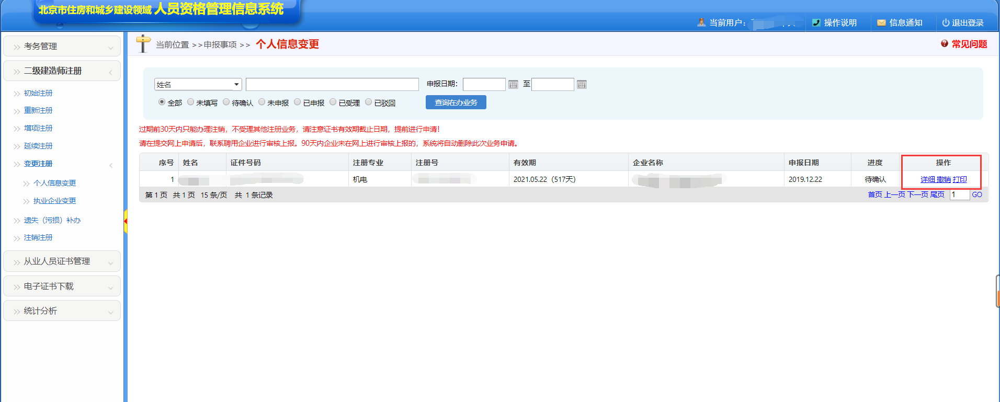 北京市住房和城乡建设领域 人员资格管理信息系统
当前用户： 操作说明 信息通知 退出登录
考务管理
二级建造师注册
初始注册
重新注册
增项注册
延续注册
变更注册
个人信息变更
执业企业变更
遗失（污损）补办
注销注册
从业人员证书管理
电子证书下载
统计分析
当前位置 >>申报事项 >> 个人信息变更
常见问题
姓名 申报日期： 至
全部 未填写 待确认 未申报 已申报 已受理 已驳回 查询在办业务
过期前30天内只能办理注销，不受理其他注册业务，请注意证书有效期截止日期，提前进行申请！
请在提交网上申请后，联系聘用企业进行审核上报。90天内企业未在网上进行审核上报的，系统将自动删除此次业务申请。
序号 姓名 证件号码 注册专业 注册号 有效期 企业名称 申报日期 进度 操作
1 机电 2021.05.22（517天） 2019.12.22 待确认 详细 撤销 打印
第 1 页 共 1 页 15 条/页 共 1 条记录 首页 上一页 下一页 尾页 1 GO